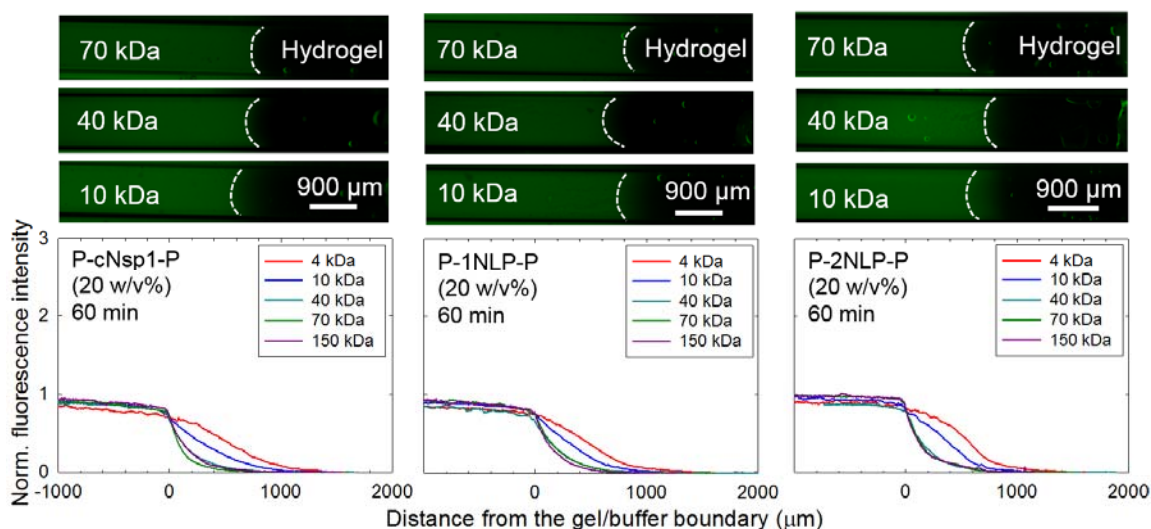 70 kDa
Hydrogel
40 kDa
10 kDa
900 μm
70 kDa
Hydrogel
40 kDa
10 kDa
900 μm
70 kDa
Hydrogel
40 kDa
10 kDa
900 μm
Norm. fluorescence intensity
3
2
1
0
P-cNsp1-P
(20 w/v%)
60 min
4 kDa
10 kDa
40 kDa
70 kDa
150 kDa
-1000
0
1000
2000
P-1NLP-P
(20 w/v%)
60 min
4 kDa
10 kDa
40 kDa
70 kDa
150 kDa
0
1000
2000
P-2NLP-P
(20 w/v%)
60 min
4 kDa
10 kDa
40 kDa
70 kDa
150 kDa
0
1000
2000
Distance from the gel/buffer boundary (μm)